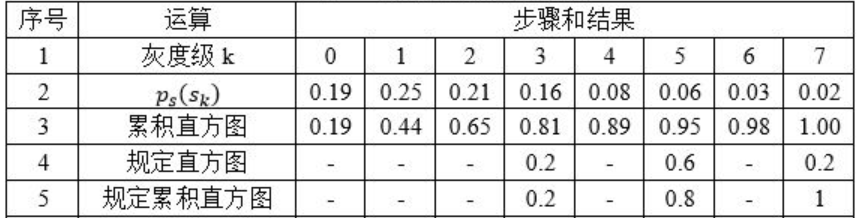 序号 运算 步骤和结果
1 灰度级 k 0 1 2 3 4 5 6 7
2 pₛ(sₖ) 0.19 0.25 0.21 0.16 0.08 0.06 0.03 0.02
3 累积直方图 0.19 0.44 0.65 0.81 0.89 0.95 0.98 1.00
4 规定直方图 - - - 0.2 - 0.6 - 0.2
5 规定累积直方图 - - - 0.2 - 0.8 - 1